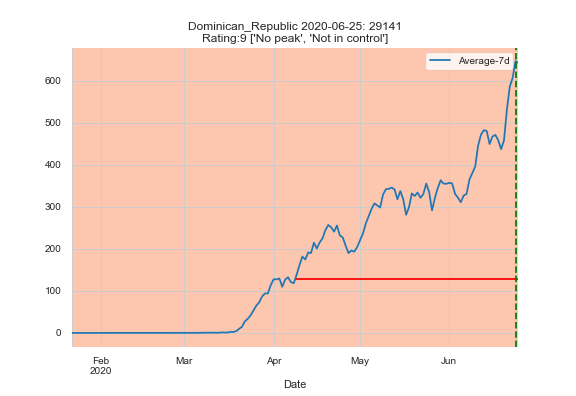 Dominican_Republic 2020-06-25: 29141
Rating:9 ['No peak', 'Not in control']
Average-7d
600
500
400
300
200
100
0
Feb
2020
Mar
Apr
May
Jun
Date